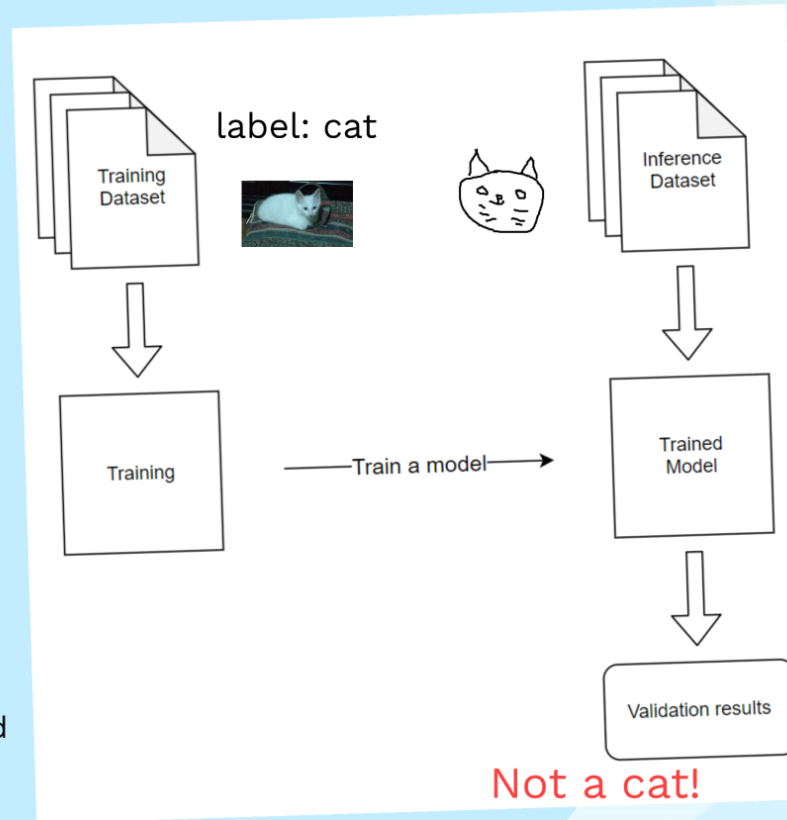 Training
Dataset
label: cat
Inference
Dataset
Training
Train a model
Trained
Model
Validation results
Not a cat!